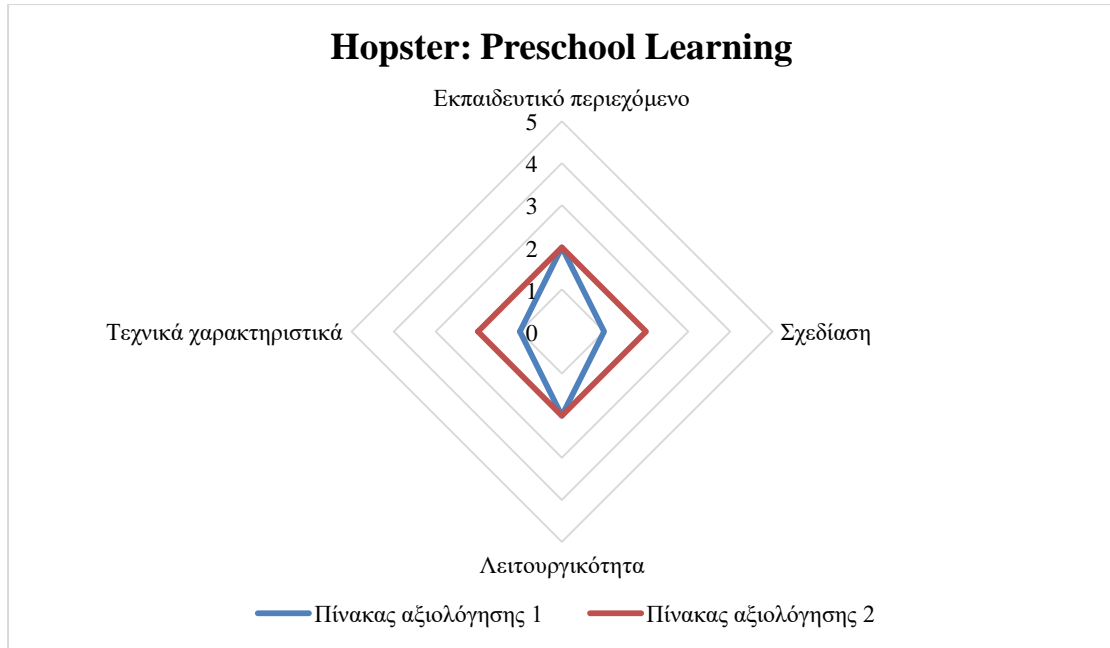 Hopster: Preschool Learning
Εκπαιδευτικό περιεχόμενο
5
4
3
2
1
0
Τεχνικά χαρακτηριστικά
Σχεδίαση
Λειτουργικότητα
Πίνακας αξιολόγησης 1
Πίνακας αξιολόγησης 2